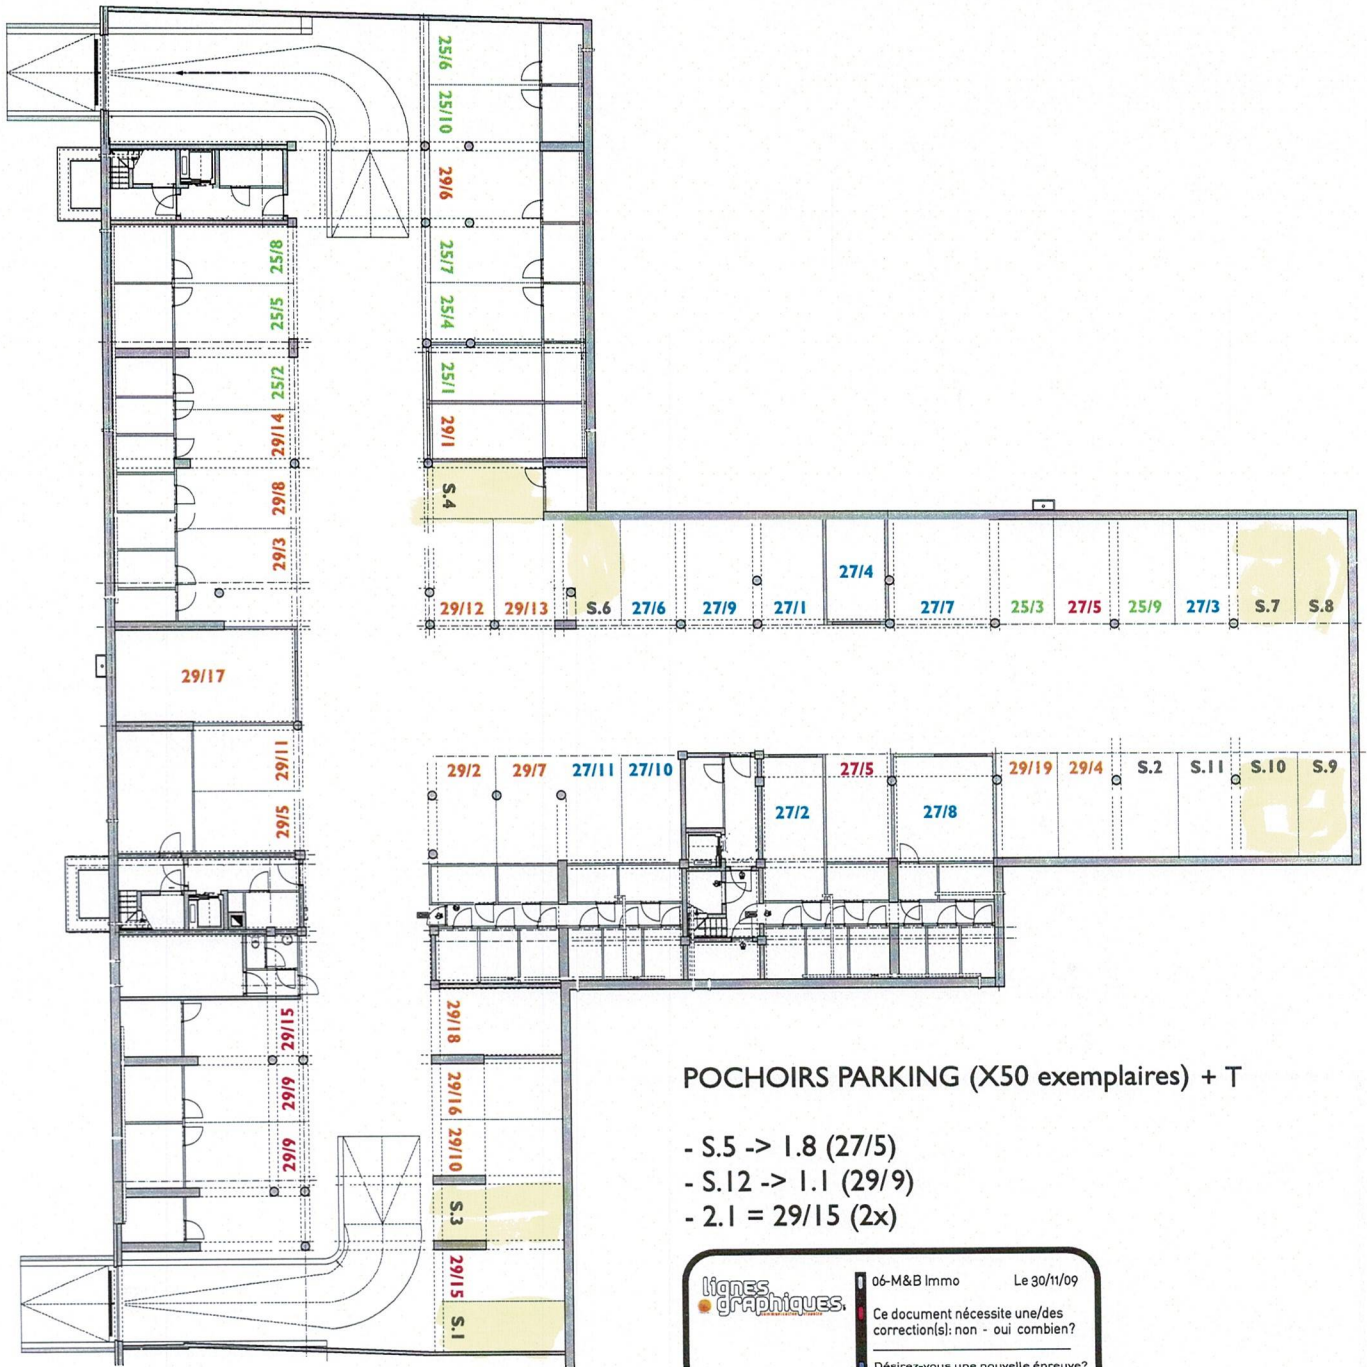 25/6
25/10
29/6
25/7
25/4
25/1
29/1
S.4
25/8
25/5
25/2
29/14
29/8
29/3
29/17
29/11
29/5
29/12 29/13 S.6 27/6 27/9 27/1 27/4 27/7 25/3 27/5 25/9 27/3 S.7 S.8
29/2 29/7 27/11 27/10 27/2 27/5 27/8 29/19 29/4 S.2 S.11 S.10 S.9
29/15
29/9
29/9
29/18
29/16
29/10
S.3
29/15
S.1
POCHOIRS PARKING (X50 exemplaires) + T
- S.5 -> 1.8 (27/5)
- S.12 -> 1.1 (29/9)
- 2.1 = 29/15 (2x)
lignes
graphiques
06-M&B Immo Le 30/11/09
Ce document nécessite une/des
correction(s): non - oui combien?
Désirez-vous une nouvelle épreuve?